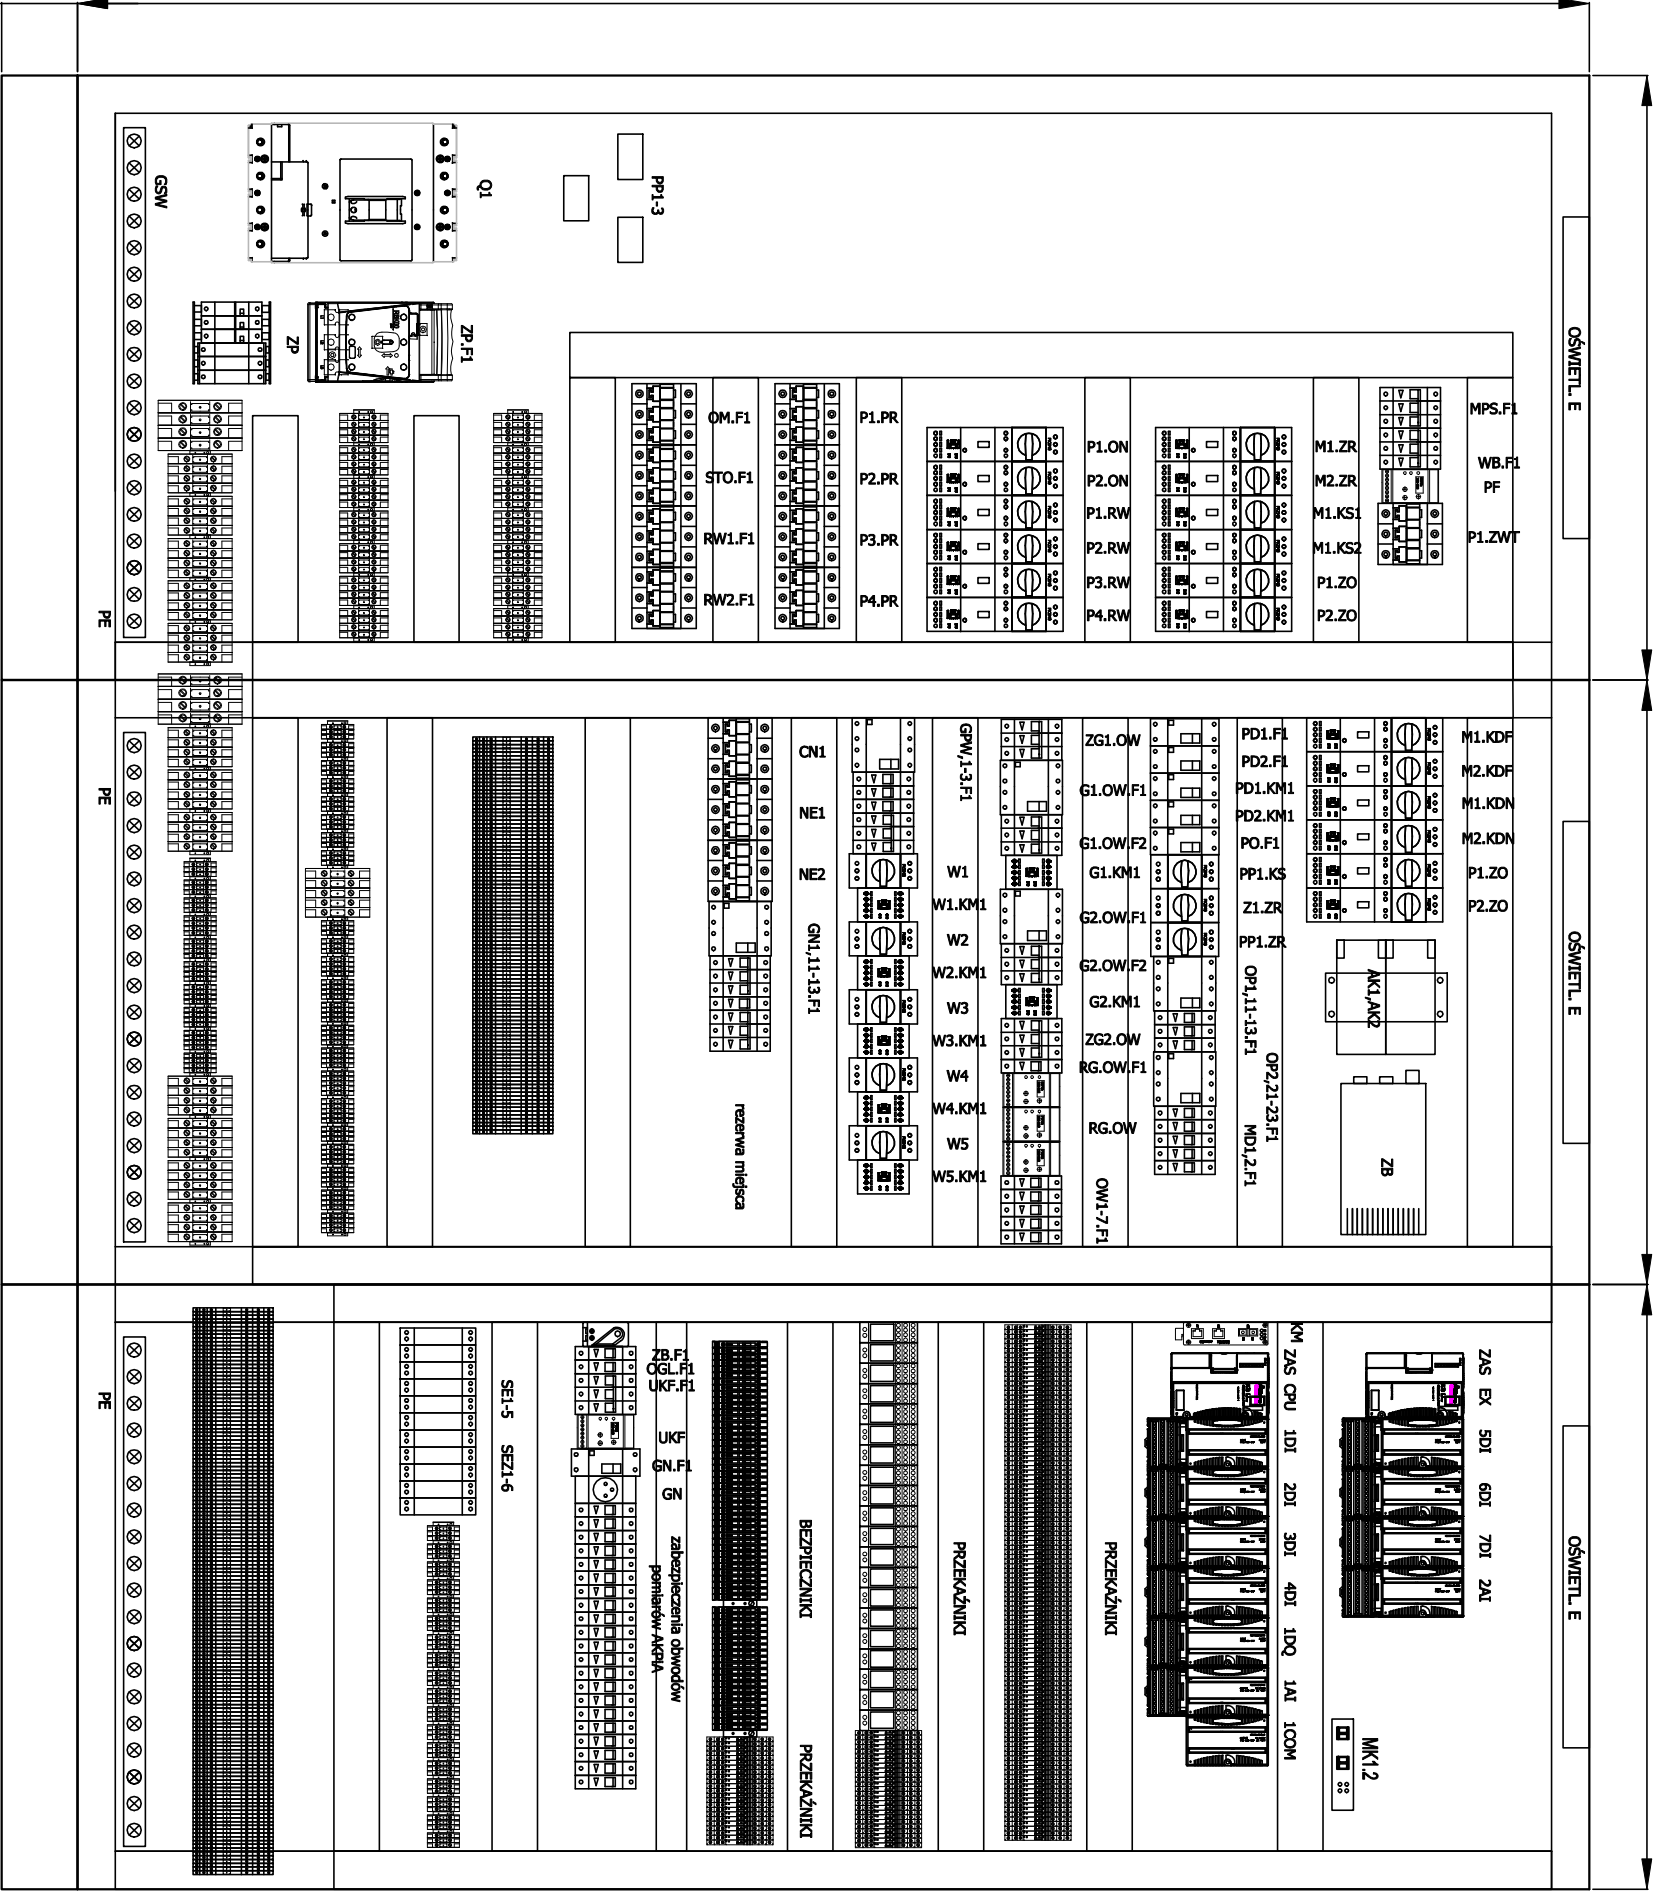 GSW
Q1
PP1-3
ZP
ZP.F1
OŚWIETL. E
OM.F1
STO.F1
RW1.F1
RW2.F1
P1.PR
P2.PR
P3.PR
P4.PR
P1.ON
P2.ON
P1.RW
P2.RW
P3.RW
P4.RW
M1.ZR
M2.ZR
M1.KS1
M1.KS2
P1.ZO
P2.ZO
MPS.F1
WB.F1
PF
P1.ZWT
PE
PE
CN1
NE1
NE2
GN1,11-13.F1
rezerwa miejsca
GPW,1-3.F1
W1
W1.KM1
W2
W2.KM1
W3
W3.KM1
W4
W4.KM1
W5
W5.KM1
ZG1.OW
G1.OW.F1
G1.OW.F2
G1.KM1
G2.OW.F1
G2.OW.F2
G2.KM1
ZG2.OW
RG.OW.F1
RG.OW
OW1-7.F1
PD1.F1
PD2.F1
PD1.KM1
PD2.KM1
PO.F1
PP1.KS
Z1.ZR
PP1.ZR
OP1,11-13.F1
OP2,21-23.F1
MD1,2.F1
M1.KDF
M2.KDF
M1.KDN
M2.KDN
P1.ZO
P2.ZO
AK1,AK2
ZB
OŚWIETL. E
PE
SE1-5
SEZ1-6
ZB.F1
OGL.F1
UKF.F1
UKF
GN.F1
GN
zabezpieczenia obwodów
pomiarów AKPiA
BEZPIECZNIKI
PRZEKAŹNIKI
PRZEKAŹNIKI
PRZEKAŹNIKI
KM
ZAS
CPU
1DI
2DI
3DI
4DI
1DQ
1AI
1COM
ZAS
EX
5DI
6DI
7DI
2AI
MK1.2
OŚWIETL. E